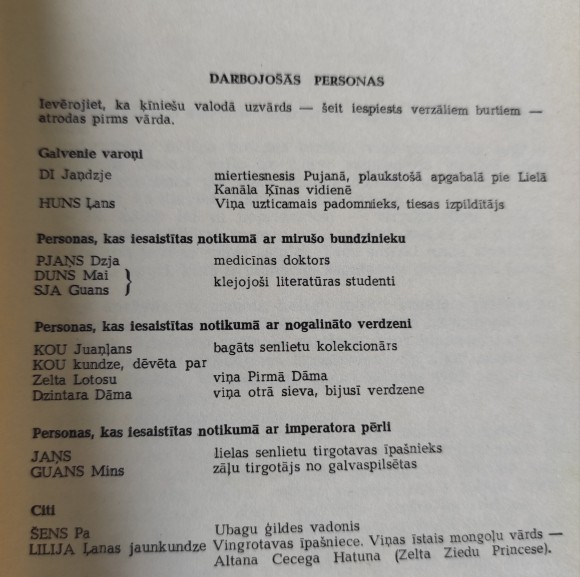 DARBOJOŠĀS PERSONAS
Ievērojiet, ka ķīniešu valodā uzvārds — šeit iespiests verzāliem burtiem —
atrodas pirms vārda.
Galvenie varoņi
DI Jaņdzje miertiesnesis Pujanā, plaukstošā apgabalā pie Lielā
Kanāla Ķīnas vidienē
HUNS Ļans Viņa uzticamais padomnieks, tiesas izpildītājs
Personas, kas iesaistītas notikumā ar mirušo bundzinieku
PJAŅS Dzja medicīnas doktors
DUNS Mai
klejojoši literatūras studenti
SJA Guans
Personas, kas iesaistītas notikumā ar nogalināto verdzeni
KOU Juaņļans bagāts senlietu kolekcionārs
KOU kundze, dēvēta par
Zelta Lotosu viņa Pirmā Dāma
Dzintara Dāma viņa otrā sieva, bijusī verdzene
Personas, kas iesaistītas notikumā ar imperatora pērli
JAŅS lielas senlietu tirgotavas īpašnieks
GUANS Mins zāļu tirgotājs no galvaspilsētas
Citi
ŠENS Pa Ubagu ģildes vadonis
LILIJA Ļanas jaunkundze Vingrotavas īpašniece. Viņas īstais mongoļu vārds —
Altana Cecega Hatuna (Zelta Ziedu Princese).